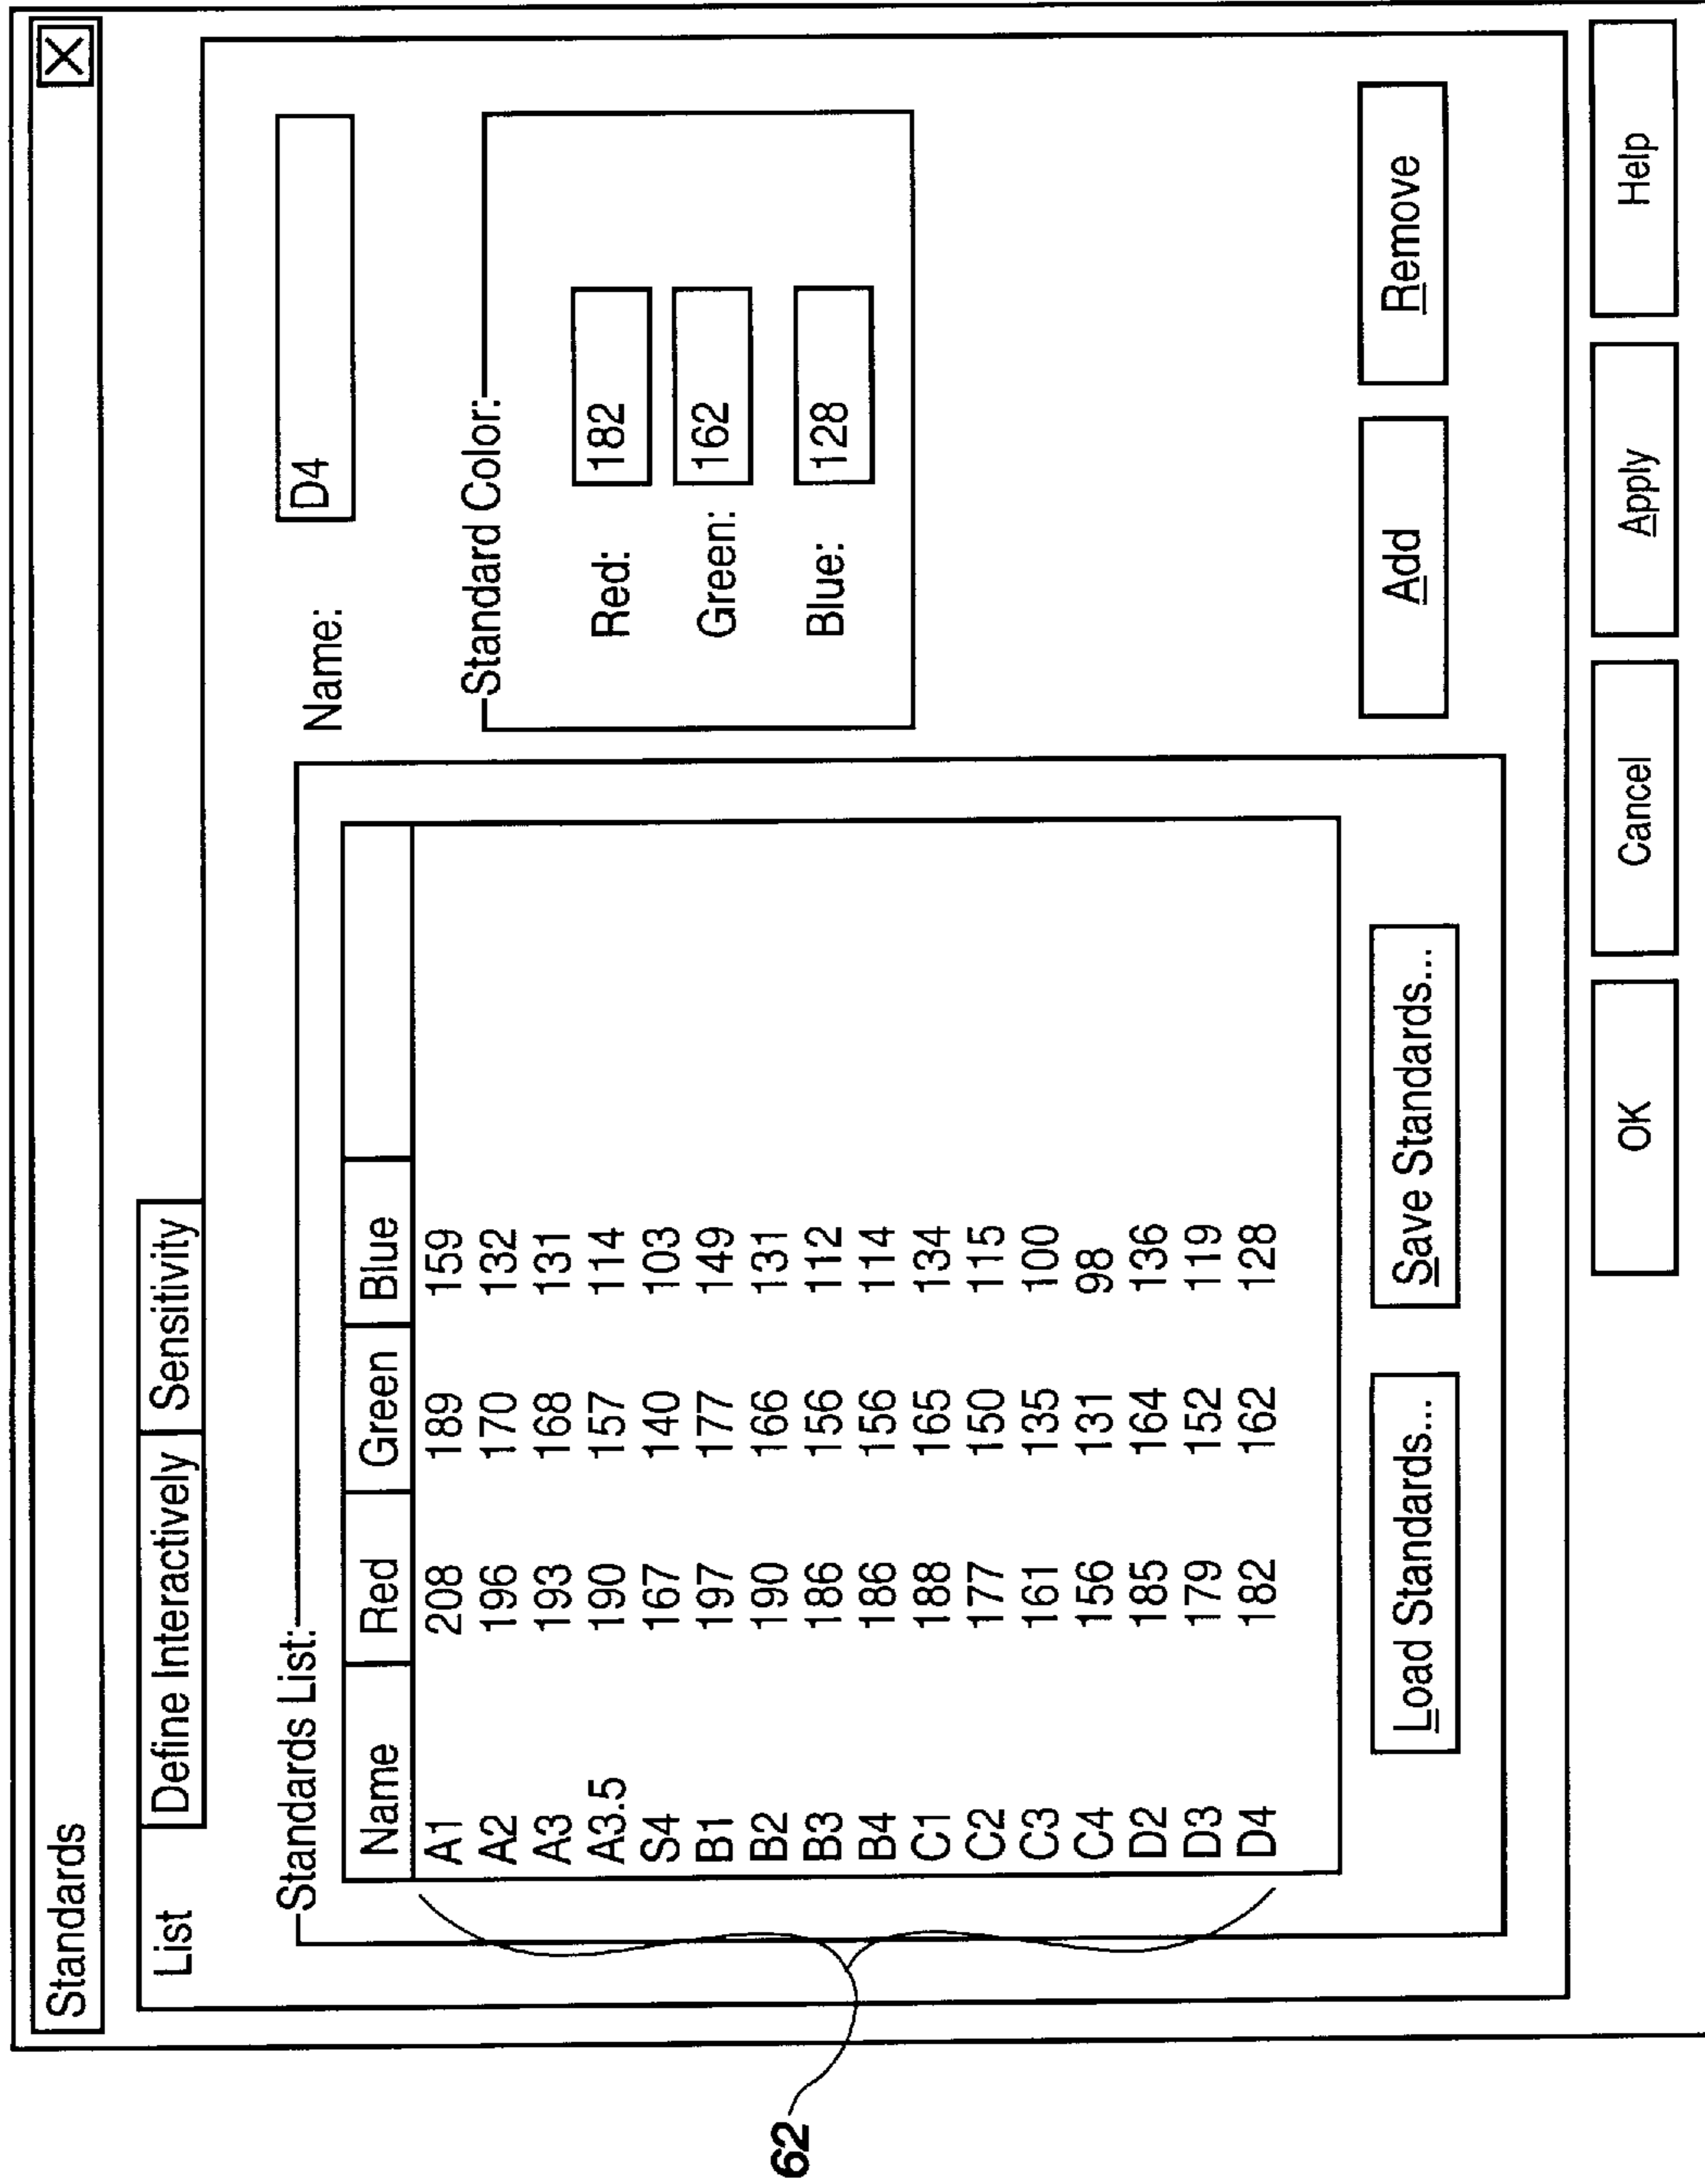 Standards
List Define Interactively Sensitivity
Standards List:
Name Red Green Blue
A1 208 189 159
A2 196 170 132
A3 193 168 131
A3.5 190 157 114
S4 167 140 103
B1 197 177 149
B2 190 166 131
B3 186 156 112
B4 186 156 114
C1 188 165 134
C2 177 150 115
C3 161 135 100
C4 156 131 98
D2 185 164 136
D3 179 152 119
D4 182 162 128
Load Standards... Save Standards...
Name: D4
Standard Color:
Red: 182
Green: 162
Blue: 128
Add Remove
OK Cancel Apply Help
62